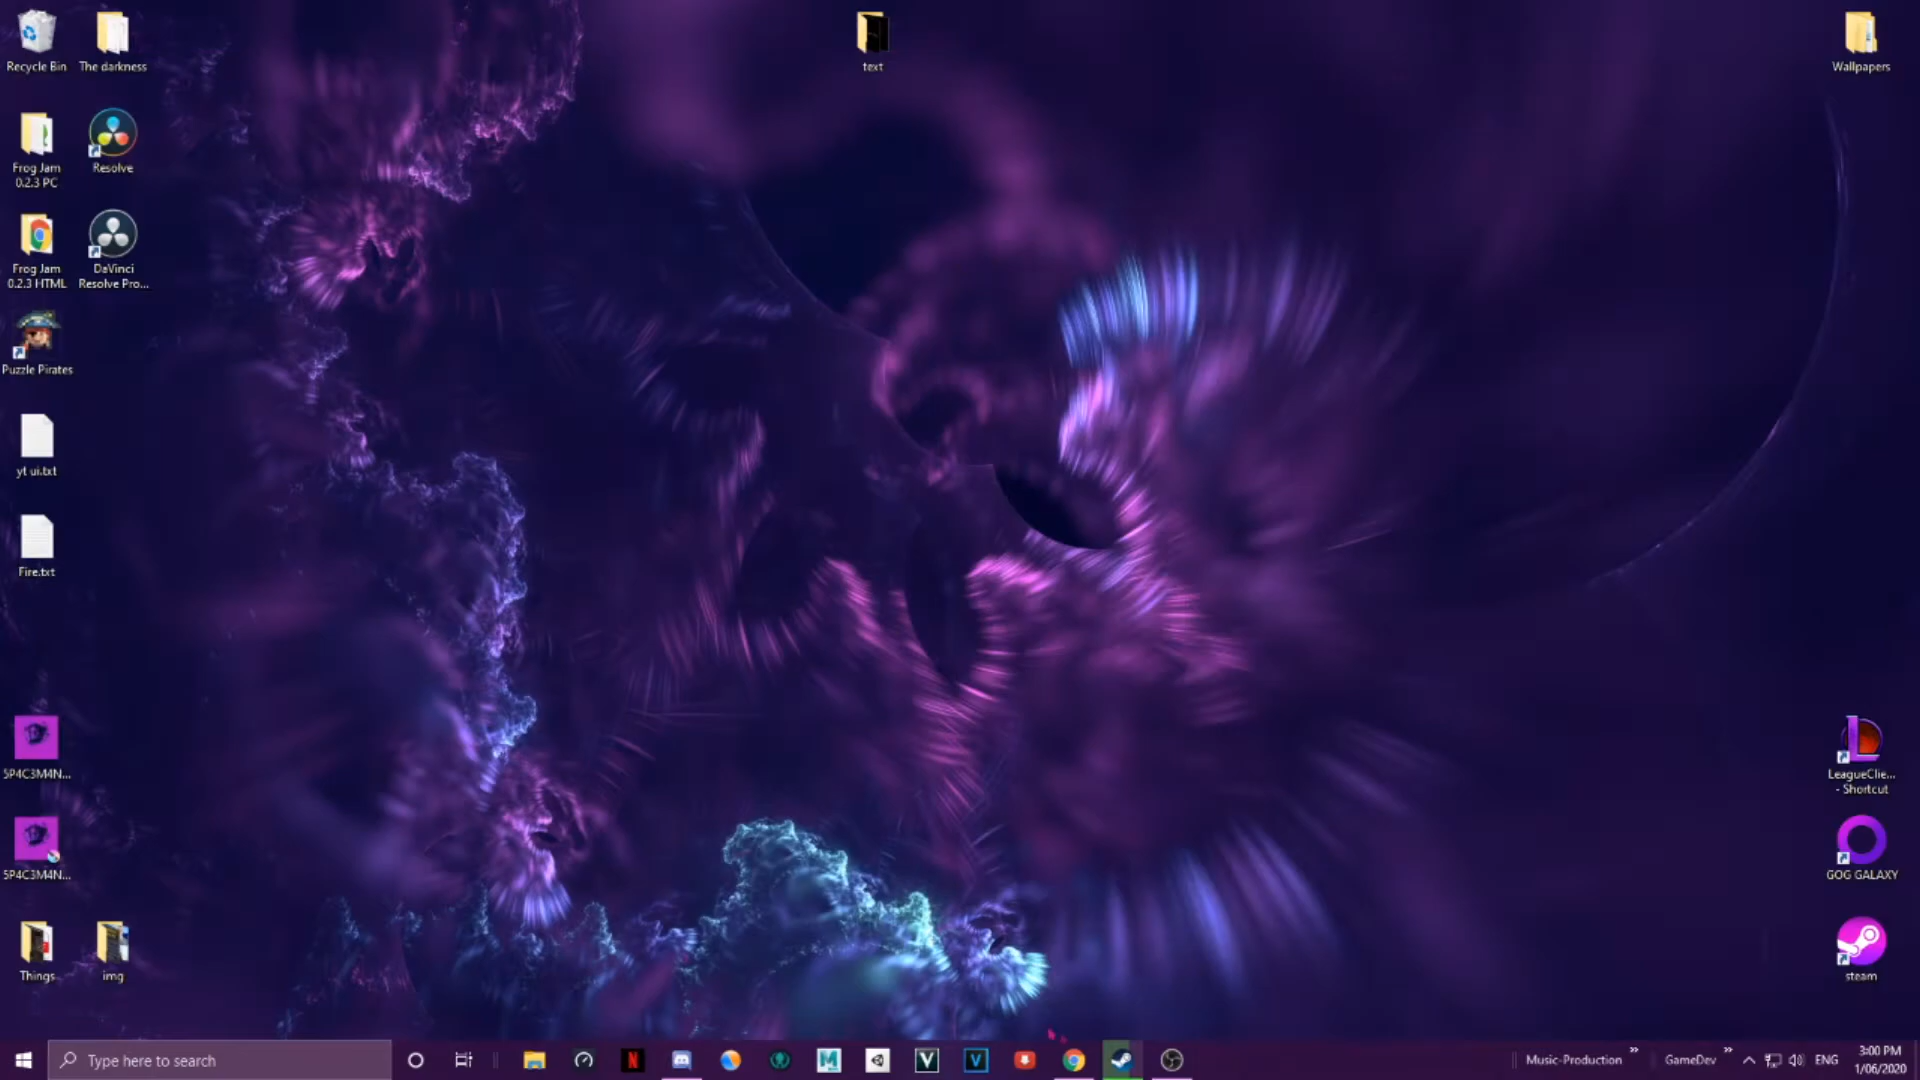 Recycle Bin
The darkness
text
Wallpapers
Frog Jam
0.2.3 PC
Resolve
Frog Jam
0.2.3 HTML
DaVinci
Resolve Pro...
Puzzle Pirates
yt ui.txt
Fire.txt
5P4C3M4N...
LeagueClie...
- Shortcut
5P4C3M4N...
GOG GALAXY
Things
img
steam
Type here to search
Music-Production
GameDev
ENG
3:00 PM
1/06/2020